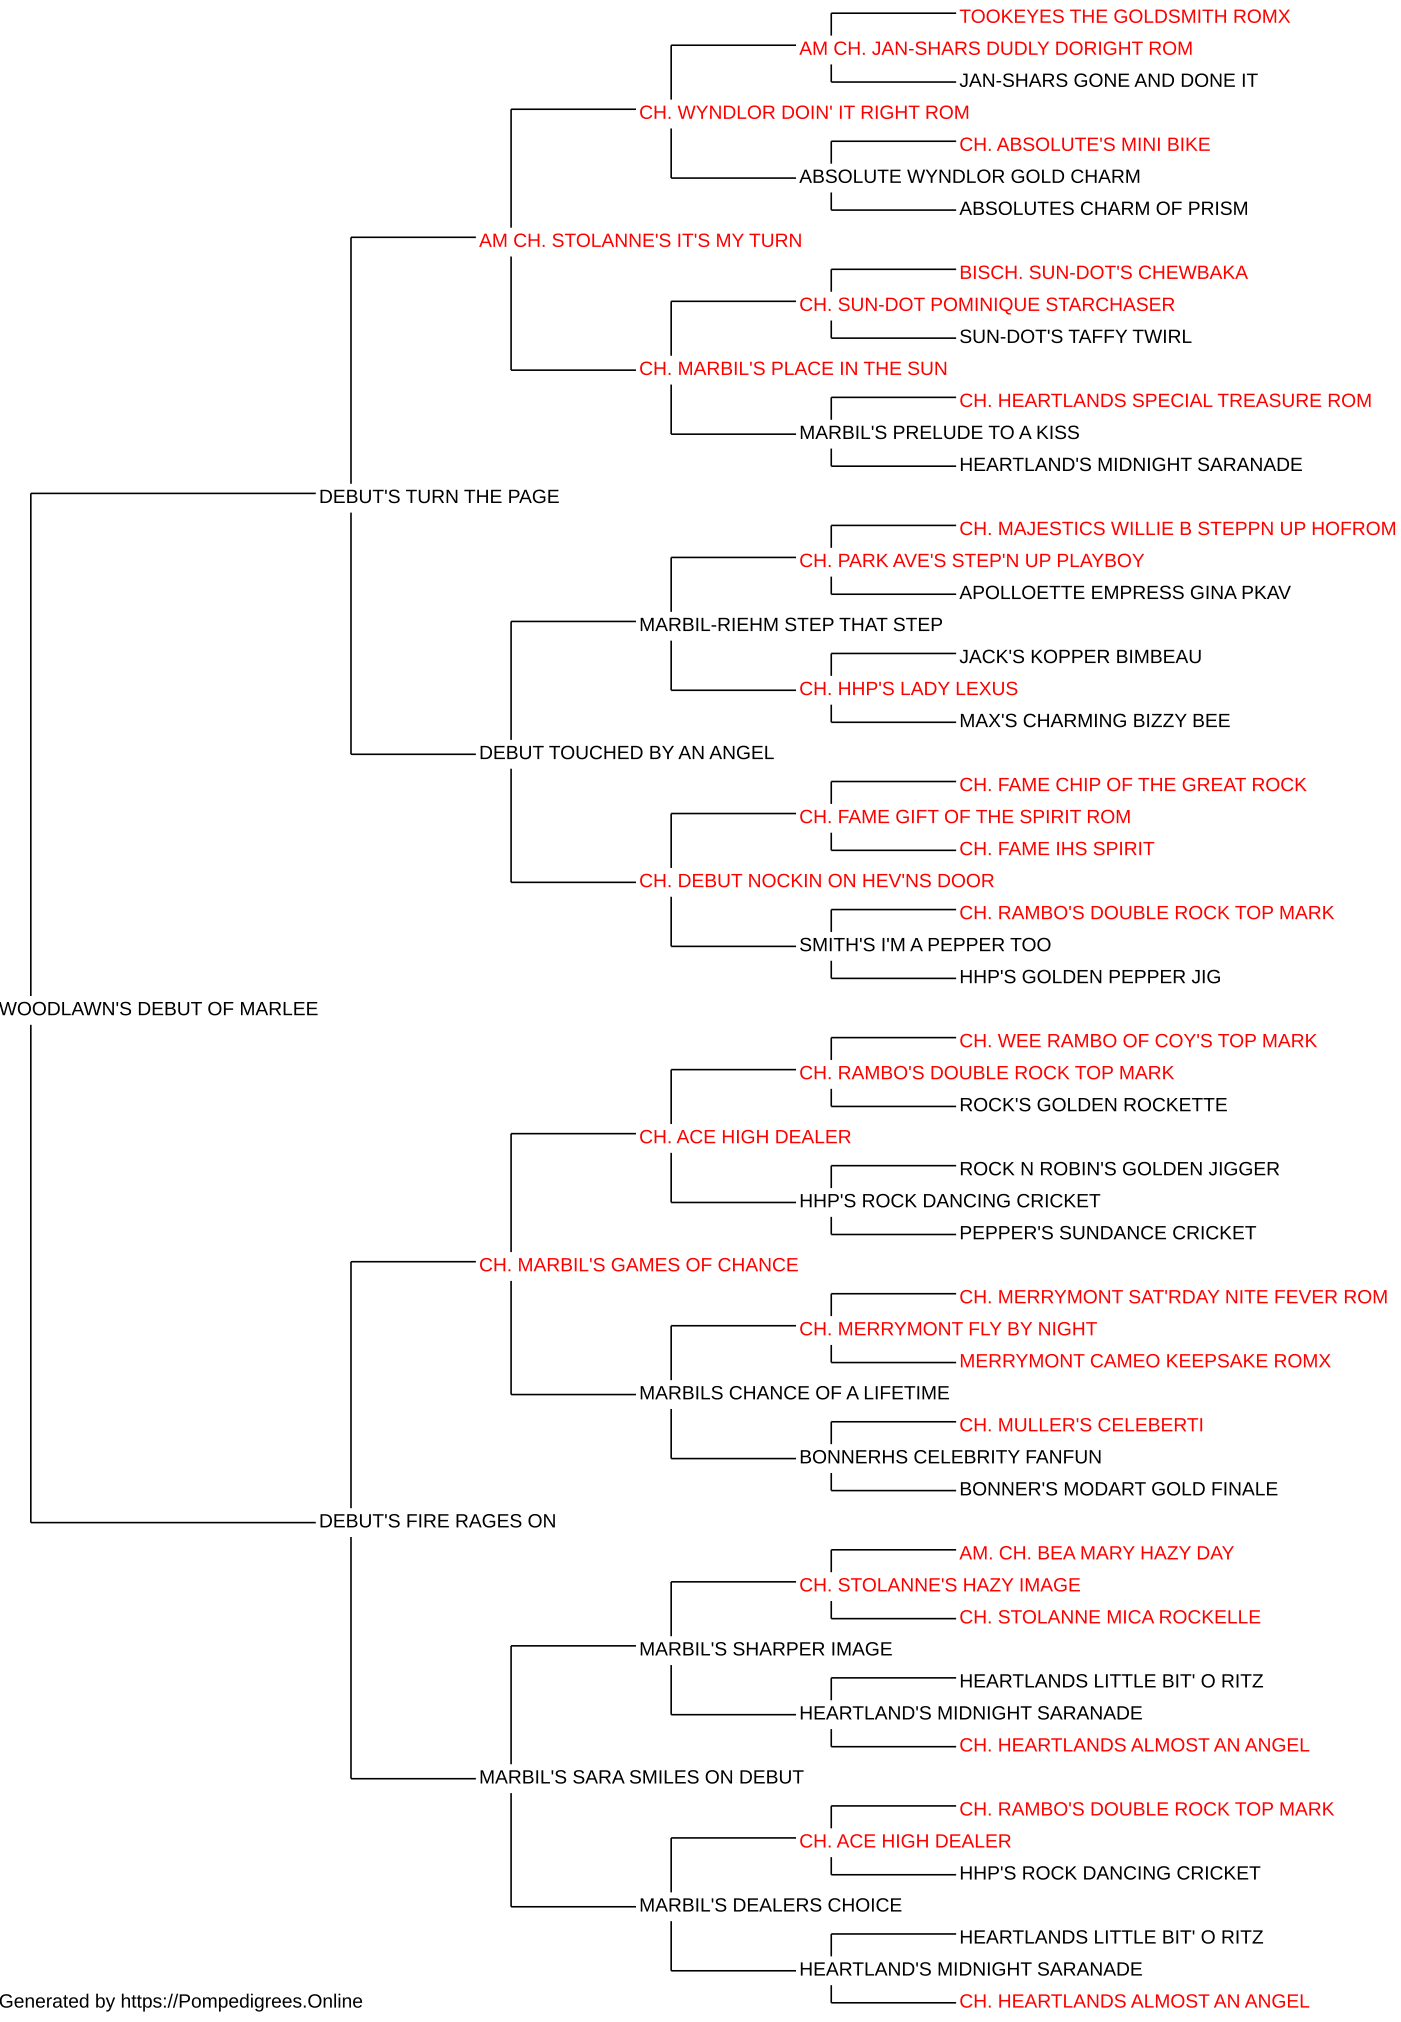 TOOKEYES THE GOLDSMITH ROMX
AM CH. JAN-SHARS DUDLY DORIGHT ROM
JAN-SHARS GONE AND DONE IT
CH. WYNDLOR DOIN' IT RIGHT ROM
CH. ABSOLUTE'S MINI BIKE
ABSOLUTE WYNDLOR GOLD CHARM
ABSOLUTES CHARM OF PRISM
AM CH. STOLANNE'S IT'S MY TURN
BISCH. SUN-DOT'S CHEWBAKA
CH. SUN-DOT POMINIQUE STARCHASER
SUN-DOT'S TAFFY TWIRL
CH. MARBIL'S PLACE IN THE SUN
CH. HEARTLANDS SPECIAL TREASURE ROM
MARBIL'S PRELUDE TO A KISS
HEARTLAND'S MIDNIGHT SARANADE
DEBUT'S TURN THE PAGE
CH. MAJESTICS WILLIE B STEPPN UP HOFROM
CH. PARK AVE'S STEP'N UP PLAYBOY
APOLLOETTE EMPRESS GINA PKAV
MARBIL-RIEHM STEP THAT STEP
JACK'S KOPPER BIMBEAU
CH. HHP'S LADY LEXUS
MAX'S CHARMING BIZZY BEE
DEBUT TOUCHED BY AN ANGEL
CH. FAME CHIP OF THE GREAT ROCK
CH. FAME GIFT OF THE SPIRIT ROM
CH. FAME IHS SPIRIT
CH. DEBUT NOCKIN ON HEV'NS DOOR
CH. RAMBO'S DOUBLE ROCK TOP MARK
SMITH'S I'M A PEPPER TOO
HHP'S GOLDEN PEPPER JIG
WOODLAWN'S DEBUT OF MARLEE
CH. WEE RAMBO OF COY'S TOP MARK
CH. RAMBO'S DOUBLE ROCK TOP MARK
ROCK'S GOLDEN ROCKETTE
CH. ACE HIGH DEALER
ROCK N ROBIN'S GOLDEN JIGGER
HHP'S ROCK DANCING CRICKET
PEPPER'S SUNDANCE CRICKET
CH. MARBIL'S GAMES OF CHANCE
CH. MERRYMONT SAT'RDAY NITE FEVER ROM
CH. MERRYMONT FLY BY NIGHT
MERRYMONT CAMEO KEEPSAKE ROMX
MARBILS CHANCE OF A LIFETIME
CH. MULLER'S CELEBERTI
BONNERHS CELEBRITY FANFUN
BONNER'S MODART GOLD FINALE
DEBUT'S FIRE RAGES ON
AM. CH. BEA MARY HAZY DAY
CH. STOLANNE'S HAZY IMAGE
CH. STOLANNE MICA ROCKELLE
MARBIL'S SHARPER IMAGE
HEARTLANDS LITTLE BIT' O RITZ
HEARTLAND'S MIDNIGHT SARANADE
CH. HEARTLANDS ALMOST AN ANGEL
MARBIL'S SARA SMILES ON DEBUT
CH. RAMBO'S DOUBLE ROCK TOP MARK
CH. ACE HIGH DEALER
HHP'S ROCK DANCING CRICKET
MARBIL'S DEALERS CHOICE
HEARTLANDS LITTLE BIT' O RITZ
HEARTLAND'S MIDNIGHT SARANADE
CH. HEARTLANDS ALMOST AN ANGEL
Generated by https://Pompedigrees.Online